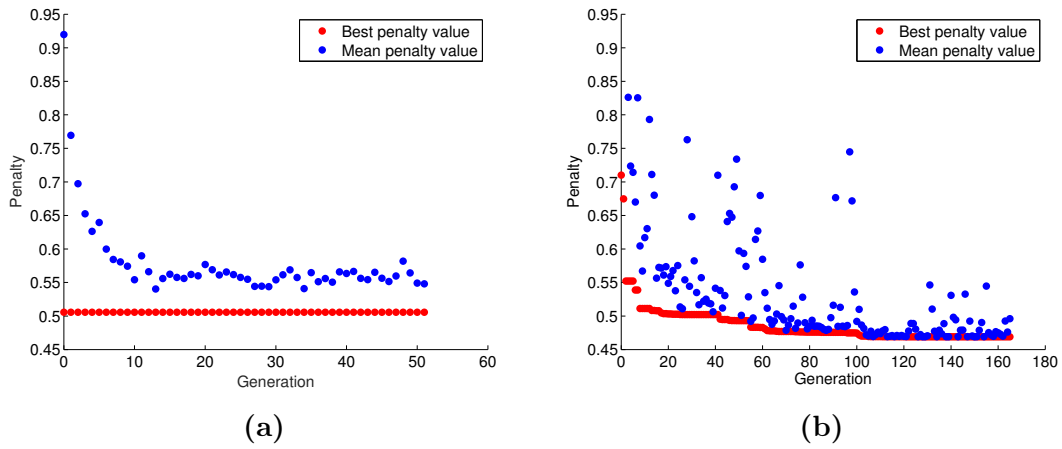 0.95
0.9
0.85
0.8
0.75
0.7
0.65
0.6
0.55
0.5
0.45
Penalty
0 10 20 30 40 50 60
Generation
Best penalty value
Mean penalty value
(a)
0.95
0.9
0.85
0.8
0.75
0.7
0.65
0.6
0.55
0.5
0.45
Penalty
0 20 40 60 80 100 120 140 160 180
Generation
Best penalty value
Mean penalty value
(b)